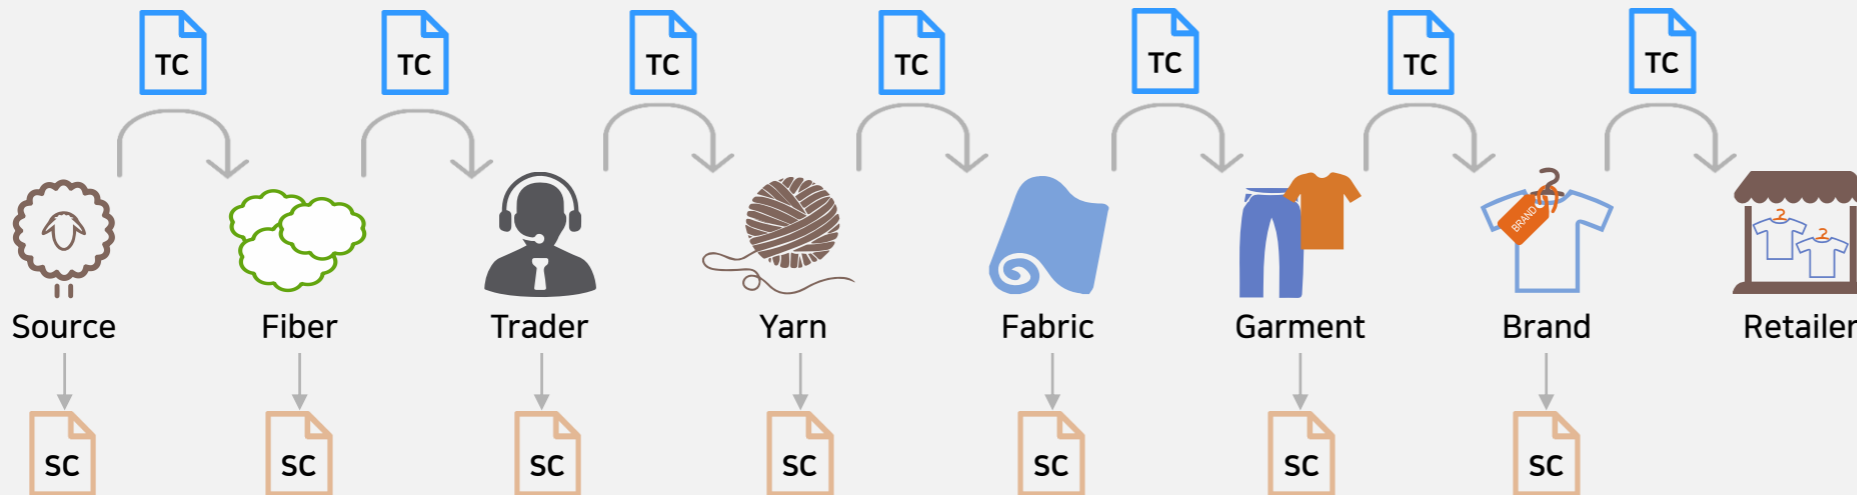 TC TC TC TC TC TC TC
BRAND
Source Fiber Trader Yarn Fabric Garment Brand Retailer
SC SC SC SC SC SC SC